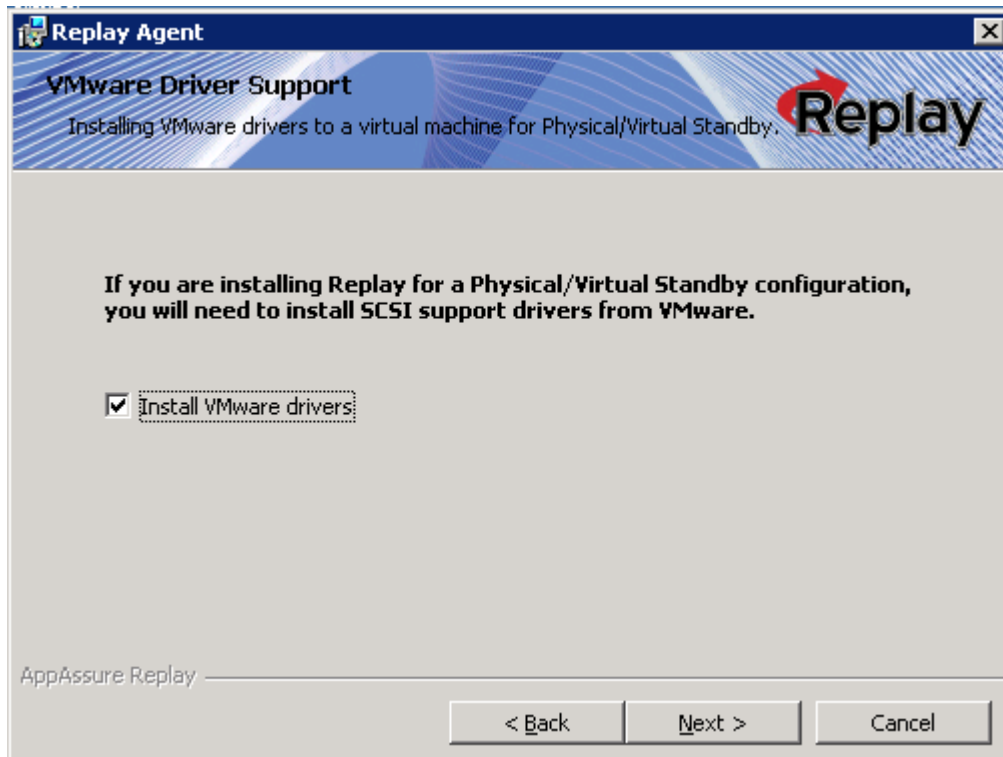 Replay Agent
VMware Driver Support
Installing VMware drivers to a virtual machine for Physical/Virtual Standby.
Replay
If you are installing Replay for a Physical/Virtual Standby configuration,
you will need to install SCSI support drivers from VMware.
Install VMware drivers
AppAssure Replay
< Back
Next >
Cancel